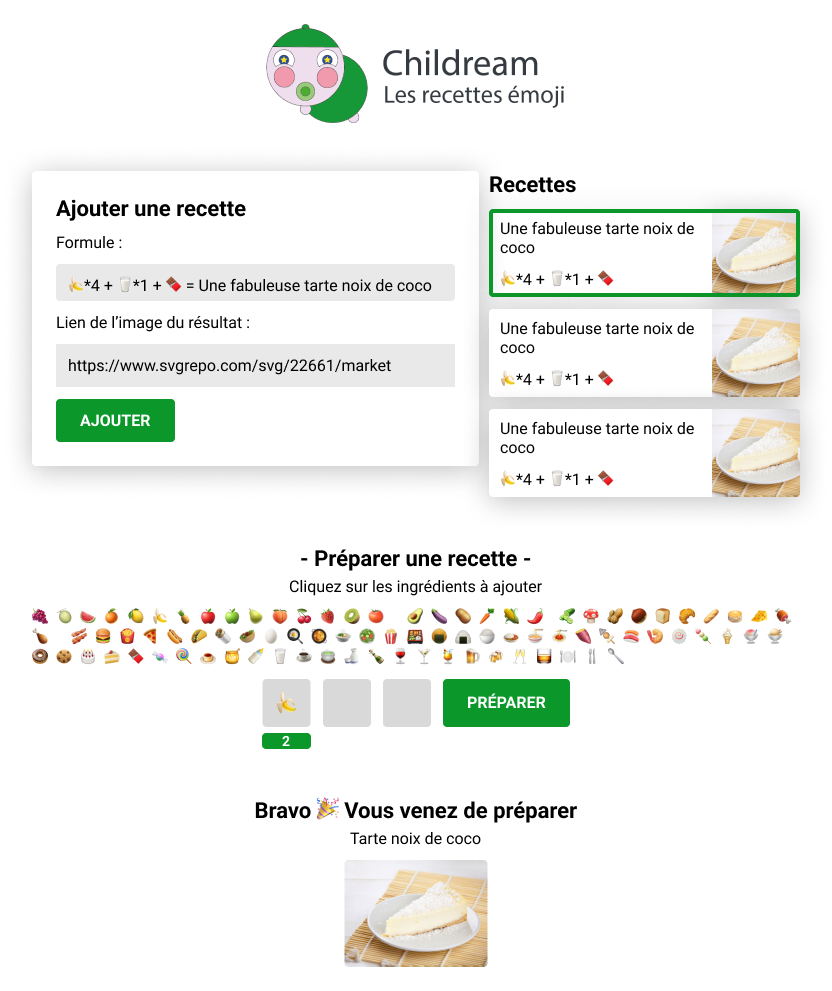 Childream
Les recettes émoji
Ajouter une recette
Formule :
🍌*4 + 🥛*1 + 🍫 = Une fabuleuse tarte noix de coco
Lien de l’image du résultat :
https://www.svgrepo.com/svg/22661/market
AJOUTER
Recettes
Une fabuleuse tarte noix de
coco
🍌*4 + 🥛*1 + 🍫
Une fabuleuse tarte noix de
coco
🍌*4 + 🥛*1 + 🍫
Une fabuleuse tarte noix de
coco
🍌*4 + 🥛*1 + 🍫
- Préparer une recette -
Cliquez sur les ingrédients à ajouter
PRÉPARER
2
Bravo 🎉 Vous venez de préparer
Tarte noix de coco